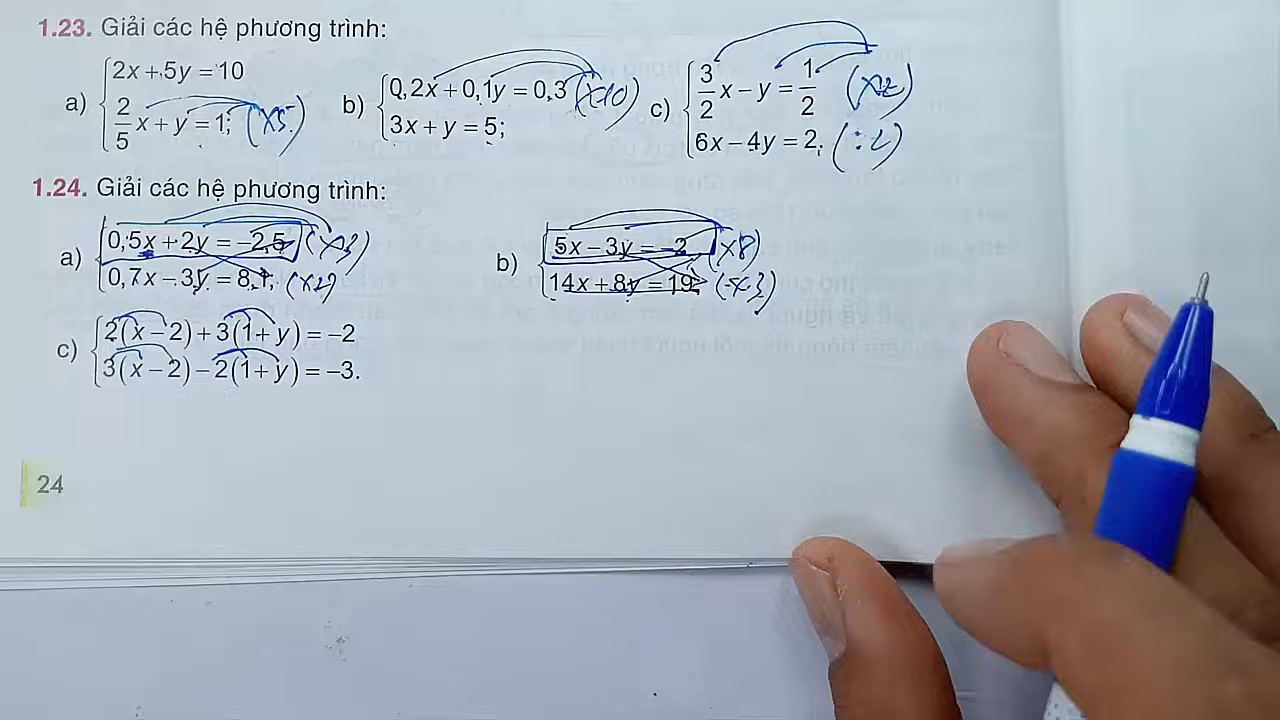 1.23. Giải các hệ phương trình:
a) { 2x + 5y = 10
2/5 x + y = 1; (x5)
b) { 0,2x + 0,1y = 0,3 (x10)
3x + y = 5;
c) { 3/2 x − y = 1/2 (x2)
6x − 4y = 2. (:2)
1.24. Giải các hệ phương trình:
a) { 0,5x + 2y = −2,5 (x3)
0,7x − 3y = 8,1; (x2)
b) { 5x − 3y = −2 (x8)
14x + 8y = 19; (x3)
c) { 2(x − 2) + 3(1 + y) = −2
3(x − 2) − 2(1 + y) = −3.
24